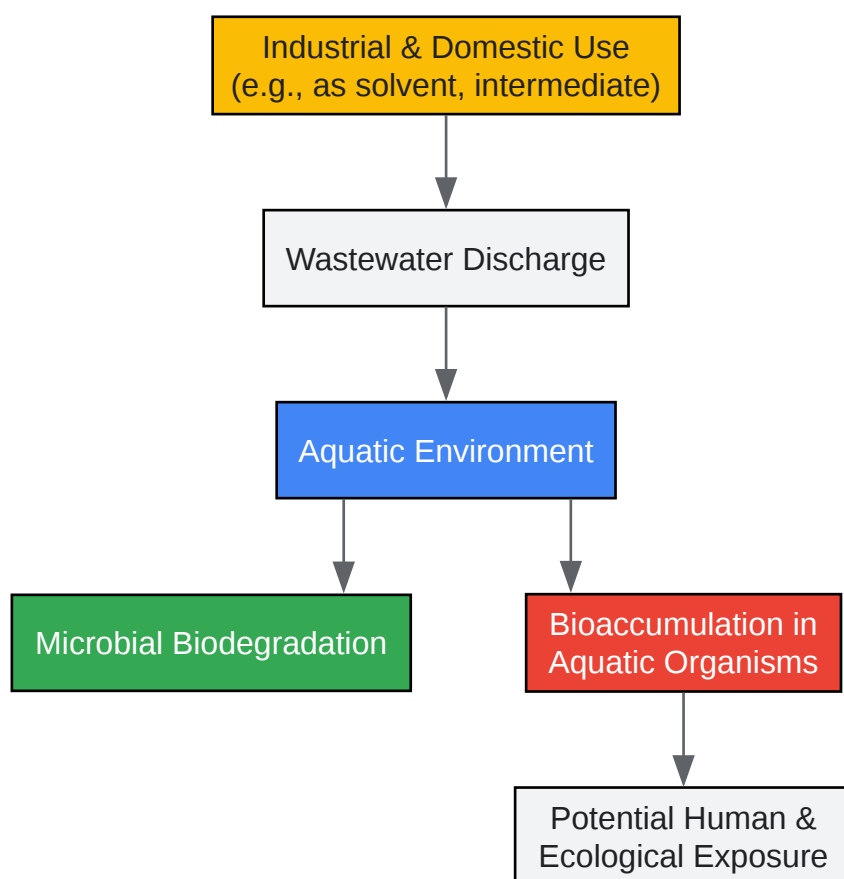 Industrial & Domestic Use
(e.g., as solvent, intermediate)
Wastewater Discharge
Aquatic Environment
Microbial Biodegradation
Bioaccumulation in
Aquatic Organisms
Potential Human &
Ecological Exposure